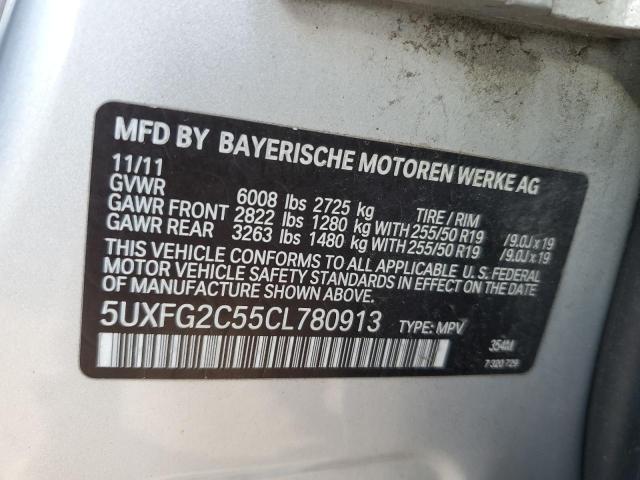 MFD BY BAYERISCHE MOTOREN WERKE AG
11/11
GVWR 6008 lbs 2725 kg TIRE / RIM
GAWR FRONT 2822 lbs 1280 kg WITH 255/50 R19 /9.0J x 19
GAWR REAR 3263 lbs 1480 kg WITH 255/50 R19 /9.0J x 19
THIS VEHICLE CONFORMS TO ALL APPLICABLE U.S. FEDERAL
MOTOR VEHICLE SAFETY STANDARDS IN EFFECT ON THE
DATE OF MANUFACTURE SHOWN ABOVE.
5UXFG2C55CL780913 TYPE: MPV 354M
7 320 729